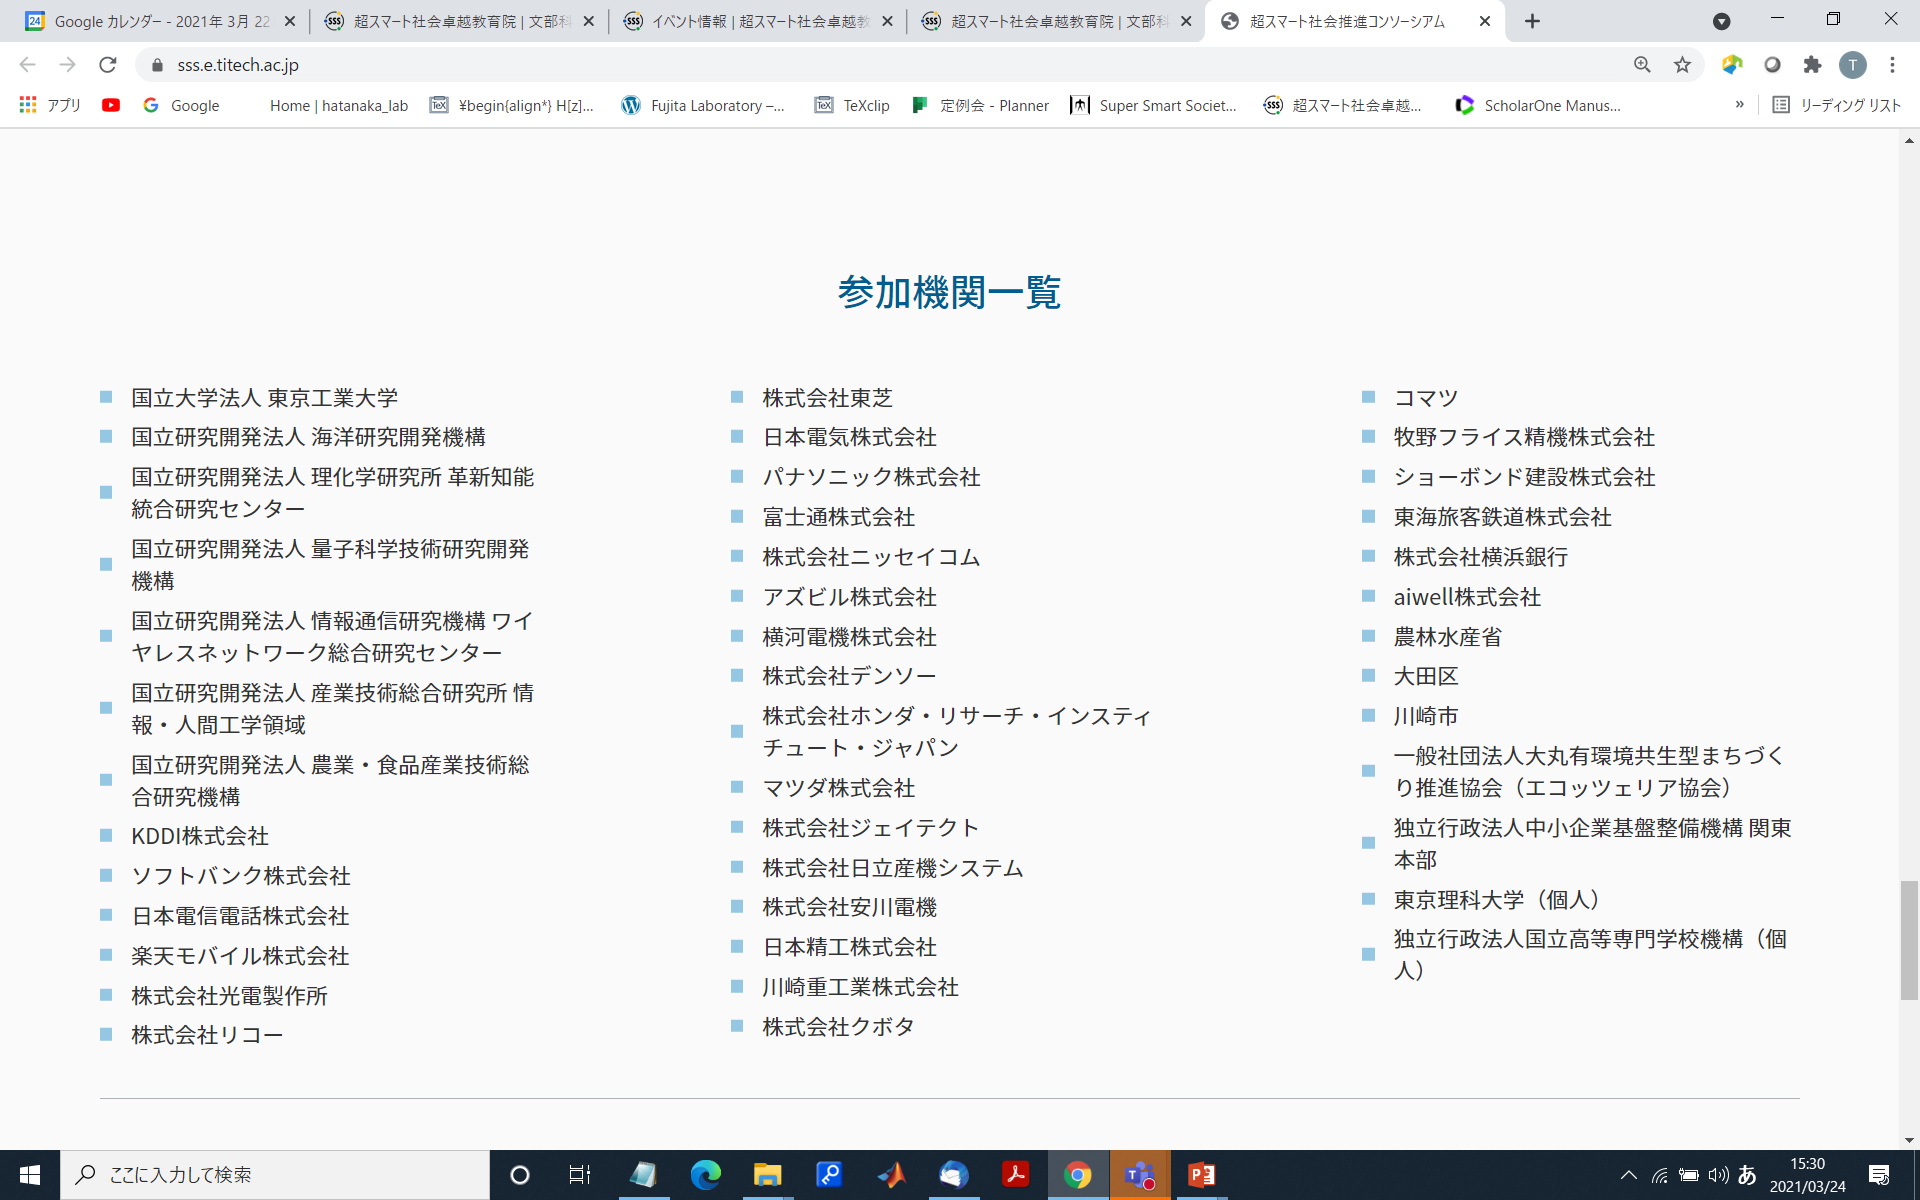 Google カレンダー - 2021年 3月 22
超スマート社会卓越教育院 | 文部科
イベント情報 | 超スマート社会卓越教
超スマート社会卓越教育院 | 文部科
超スマート社会推進コンソーシアム
sss.e.titech.ac.jp
T
アプリ
Google
Home | hatanaka_lab
¥begin{align*} H[z]...
Fujita Laboratory –...
TeXclip
定例会 - Planner
Super Smart Societ...
超スマート社会卓越...
ScholarOne Manus...
»
リーディング リスト
参加機関一覧
国立大学法人 東京工業大学
国立研究開発法人 海洋研究開発機構
国立研究開発法人 理化学研究所 革新知能
統合研究センター
国立研究開発法人 量子科学技術研究開発
機構
国立研究開発法人 情報通信研究機構 ワイ
ヤレスネットワーク総合研究センター
国立研究開発法人 産業技術総合研究所 情
報・人間工学領域
国立研究開発法人 農業・食品産業技術総
合研究機構
KDDI株式会社
ソフトバンク株式会社
日本電信電話株式会社
楽天モバイル株式会社
株式会社光電製作所
株式会社リコー
株式会社東芝
日本電気株式会社
パナソニック株式会社
富士通株式会社
株式会社ニッセイコム
アズビル株式会社
横河電機株式会社
株式会社デンソー
株式会社ホンダ・リサーチ・インスティ
チュート・ジャパン
マツダ株式会社
株式会社ジェイテクト
株式会社日立産機システム
株式会社安川電機
日本精工株式会社
川崎重工業株式会社
株式会社クボタ
コマツ
牧野フライス精機株式会社
ショーボンド建設株式会社
東海旅客鉄道株式会社
株式会社横浜銀行
aiwell株式会社
農林水産省
大田区
川崎市
一般社団法人大丸有環境共生型まちづく
り推進協会（エコッツェリア協会）
独立行政法人中小企業基盤整備機構 関東
本部
東京理科大学（個人）
独立行政法人国立高等専門学校機構（個
人）
ここに入力して検索
あ
15:30
2021/03/24